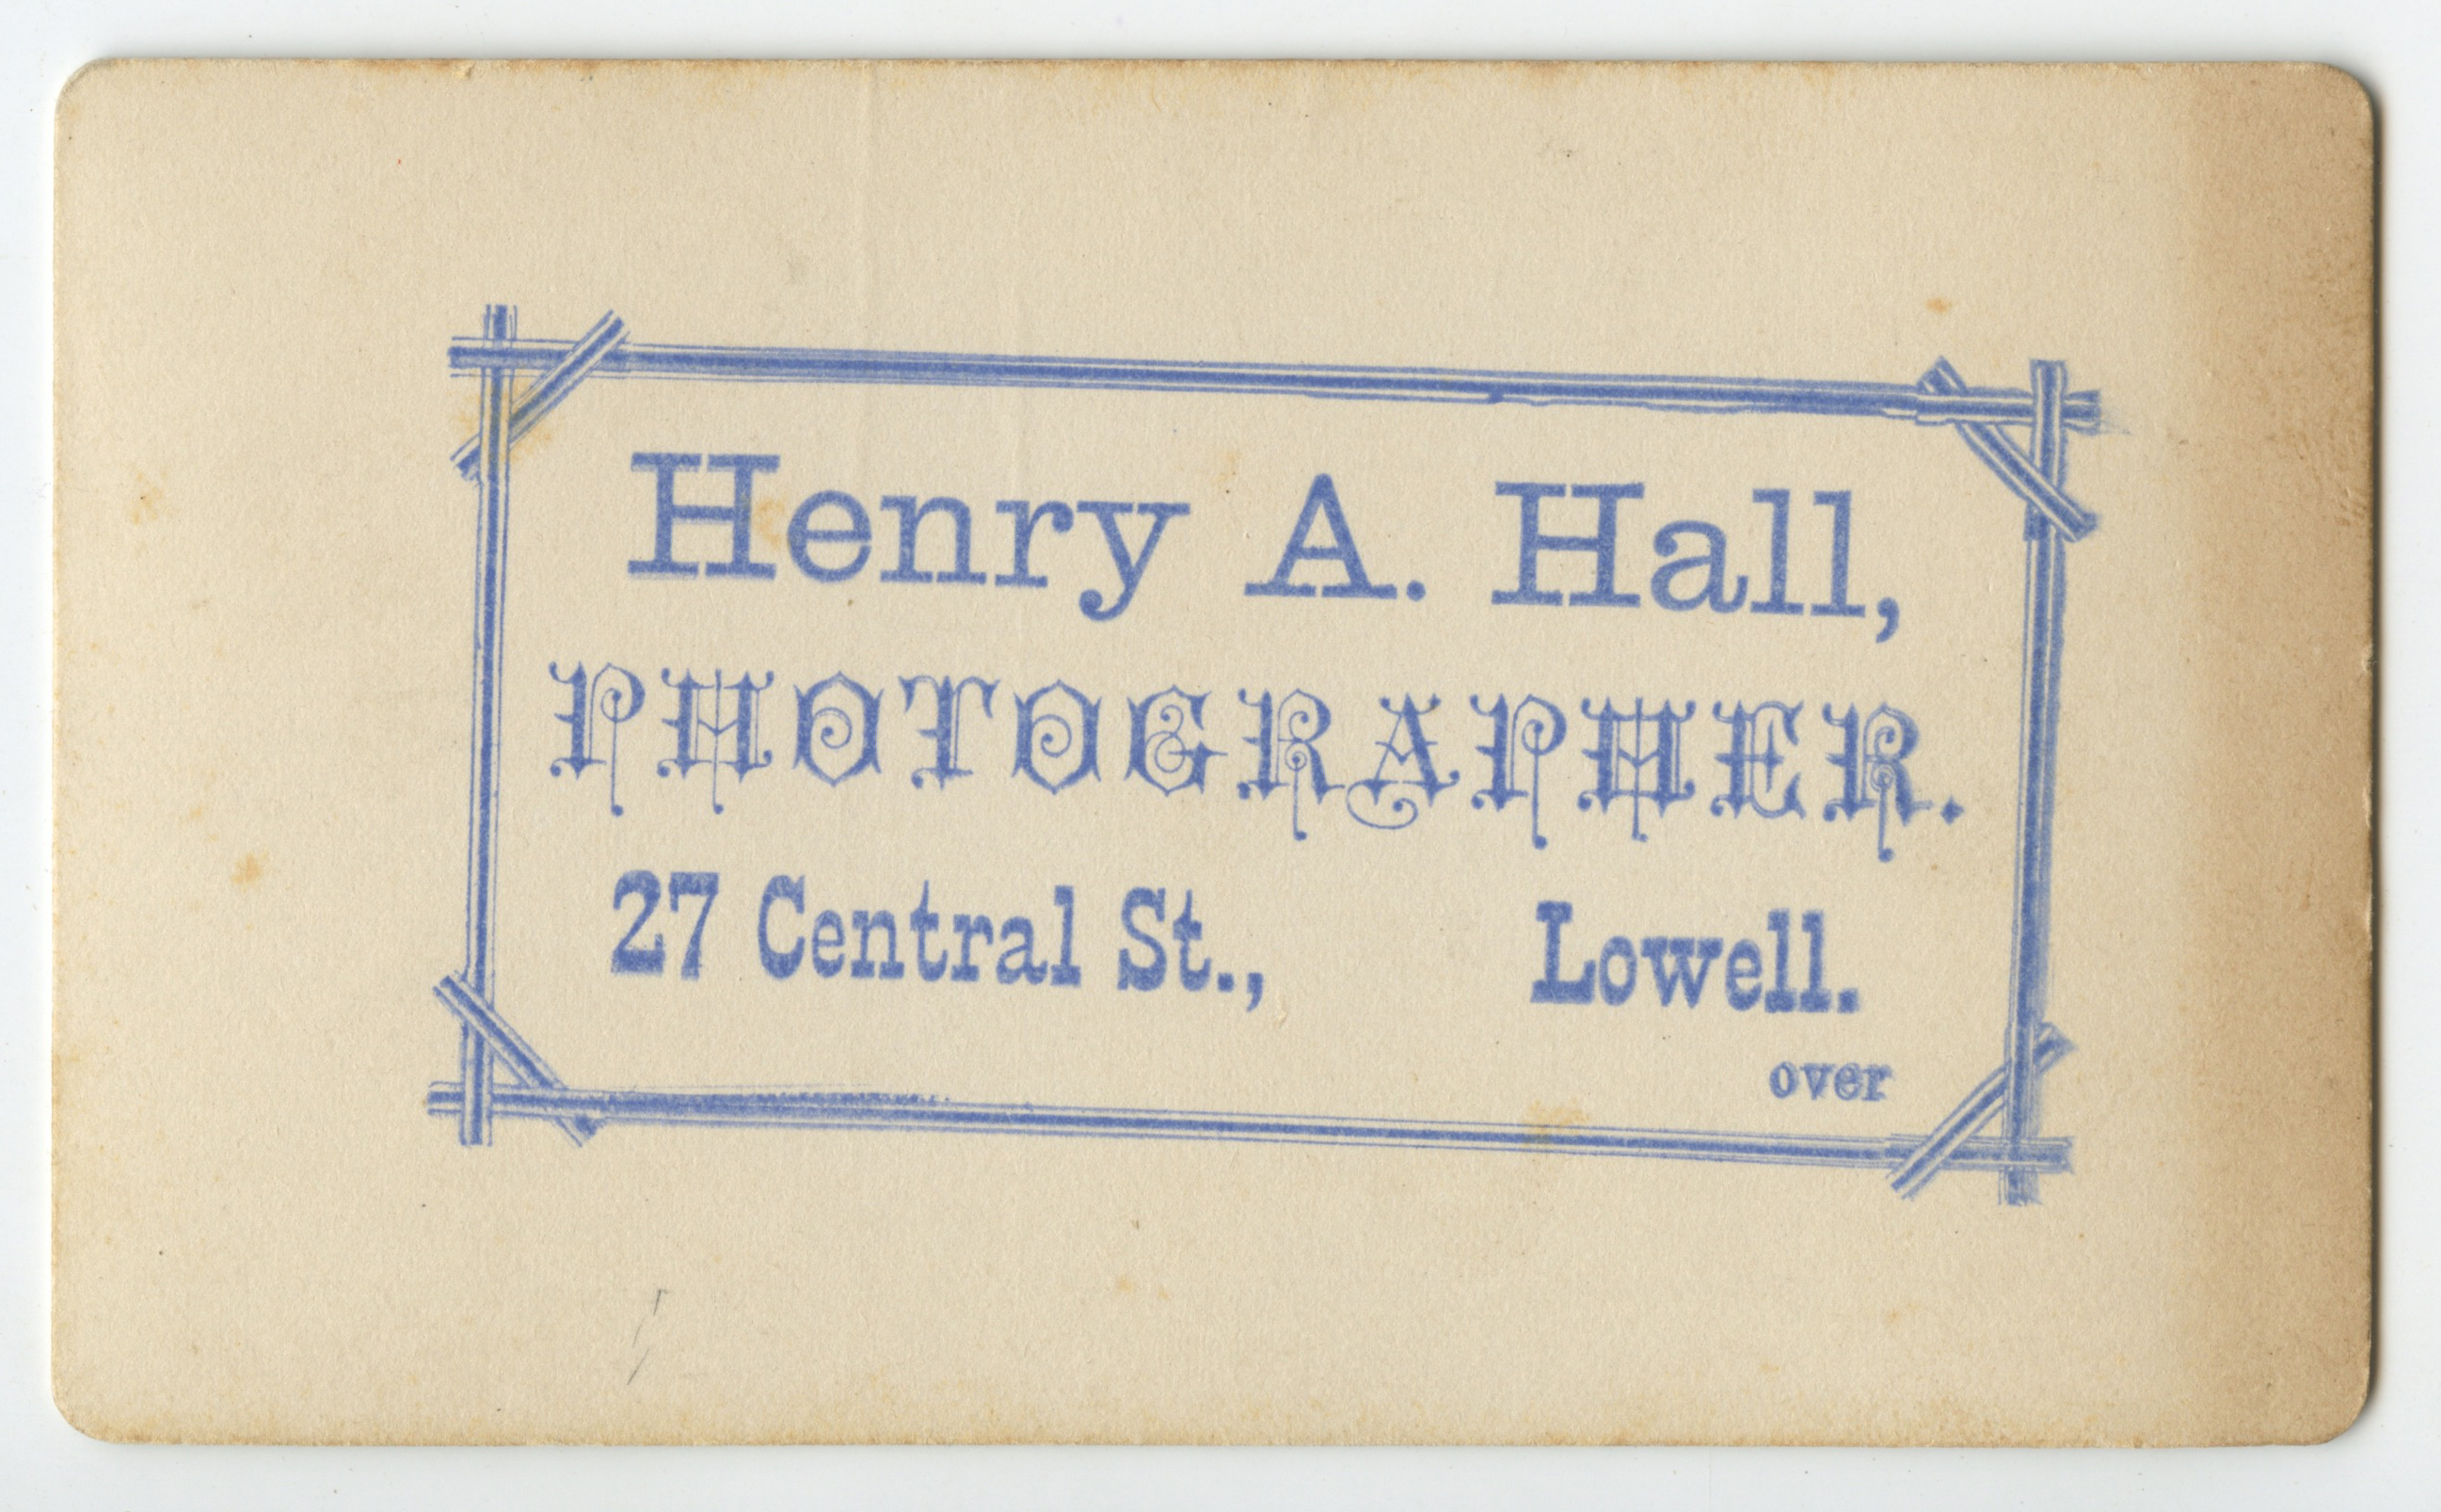 Henry A. Hall,
PHOTOGRAPHER.
27 Central St., Lowell.
over